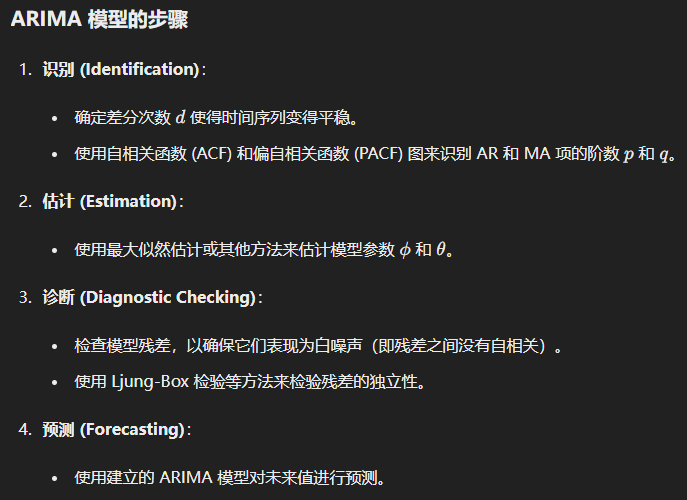 ARIMA 模型的步骤
1. 识别 (Identification)：
• 确定差分次数 d 使得时间序列变得平稳。
• 使用自相关函数 (ACF) 和偏自相关函数 (PACF) 图来识别 AR 和 MA 项的阶数 p 和 q。
2. 估计 (Estimation)：
• 使用最大似然估计或其他方法来估计模型参数 ϕ 和 θ。
3. 诊断 (Diagnostic Checking)：
• 检查模型残差，以确保它们表现为白噪声（即残差之间没有自相关）。
• 使用 Ljung-Box 检验等方法来检验残差的独立性。
4. 预测 (Forecasting)：
• 使用建立的 ARIMA 模型对未来值进行预测。